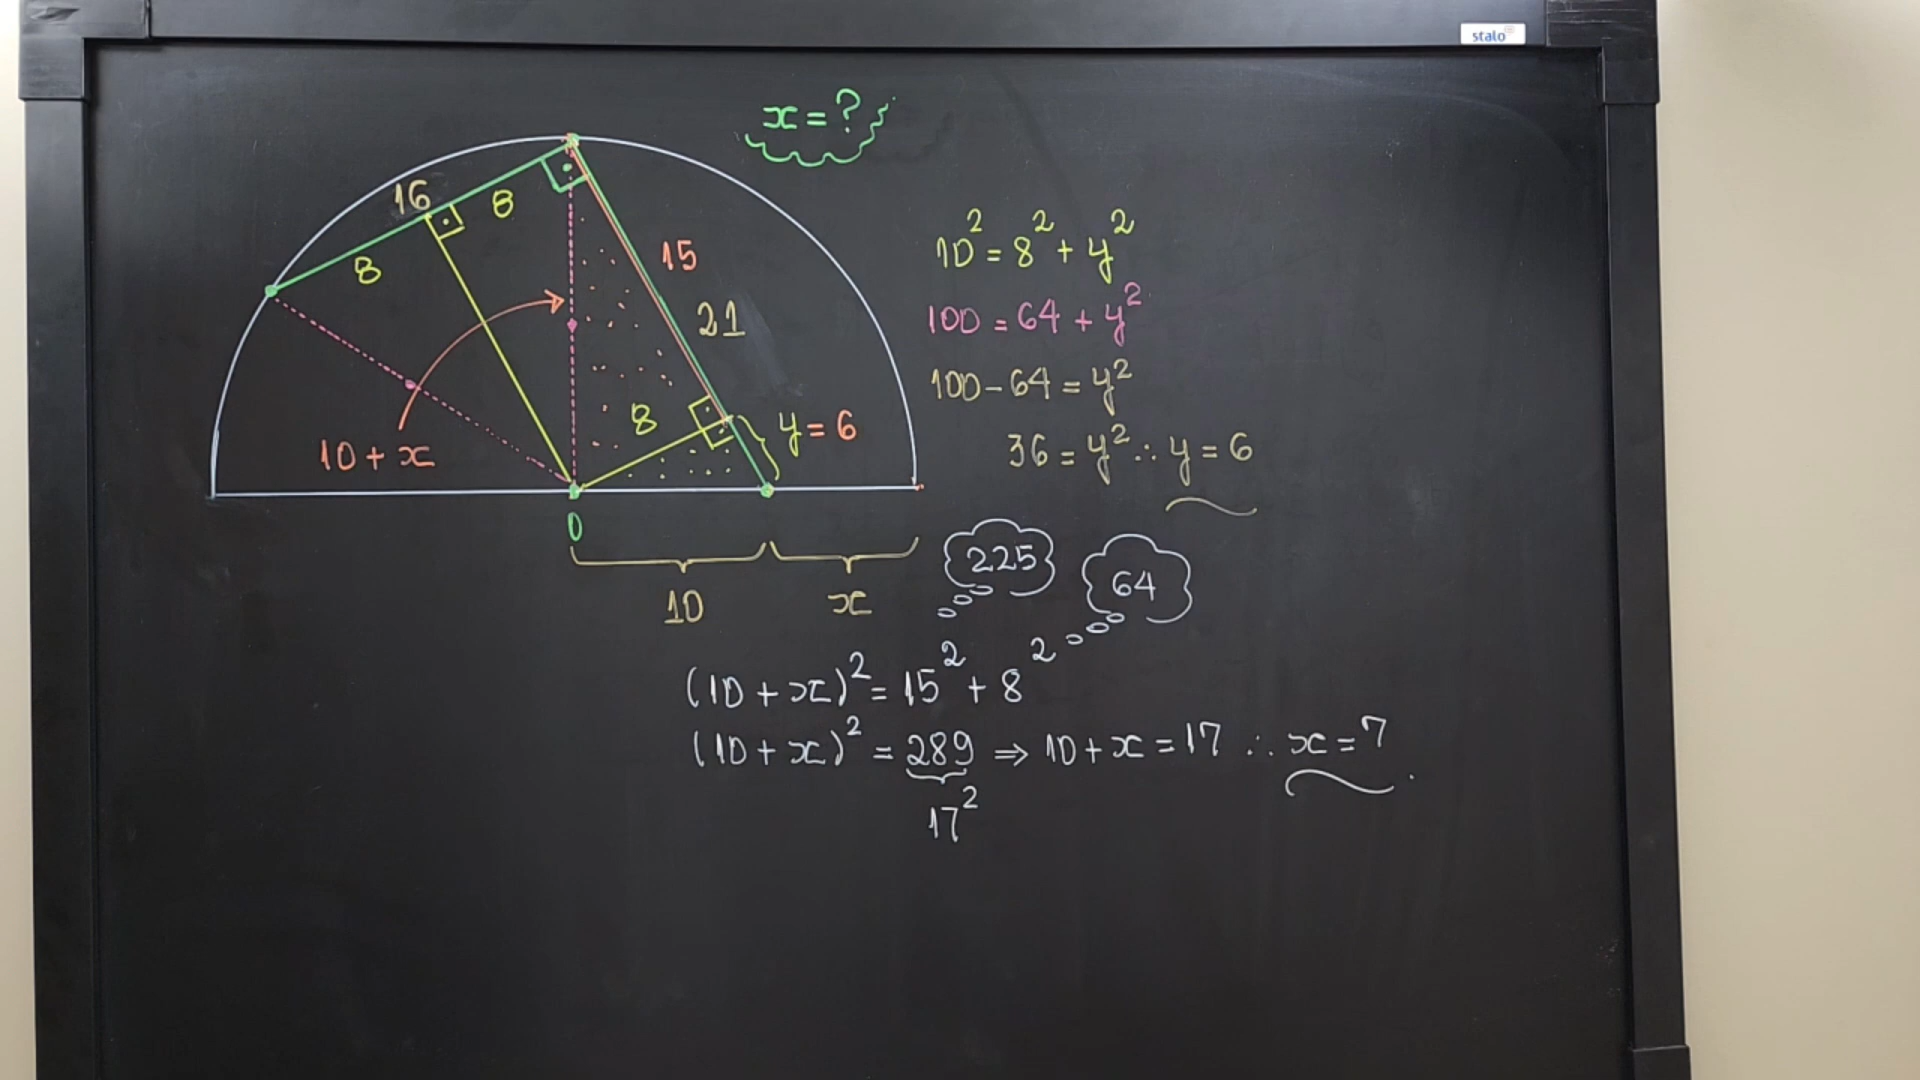 stalo
x = ?
16
8
8
15
21
8
y = 6
10 + x
0
10
x
10² = 8² + y²
100 = 64 + y²
100 - 64 = y²
36 = y² ∴ y = 6
225
64
(10 + x)² = 15² + 8²
(10 + x)² = 289 ⇒ 10 + x = 17 ∴ x = 7
17²